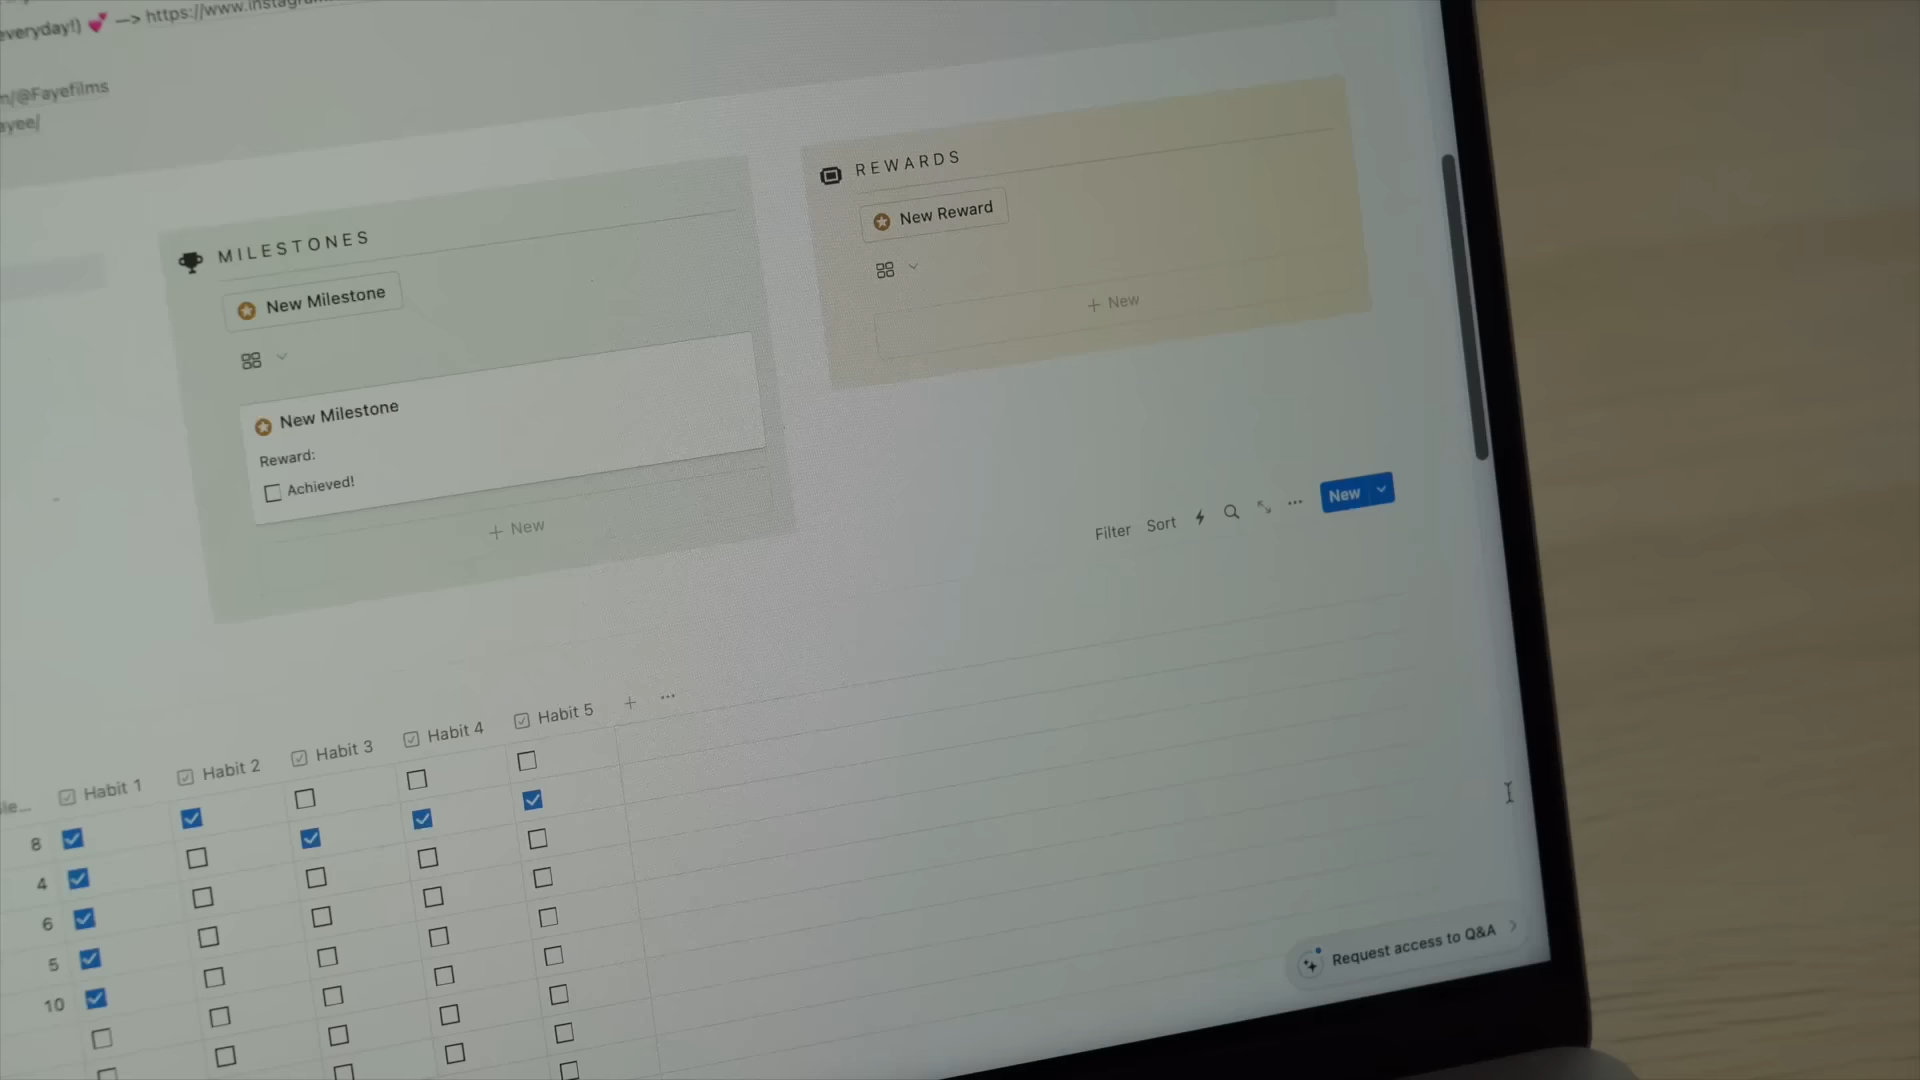 everyday!) 💕 —> https://www.instagram
m/@Fayefilms
ayee/
MILESTONES
New Milestone
New Milestone
Reward:
Achieved!
+ New
REWARDS
New Reward
+ New
Filter Sort New
Habit 1 Habit 2 Habit 3 Habit 4 Habit 5 + ...
8
4
6
5
10
Request access to Q&A